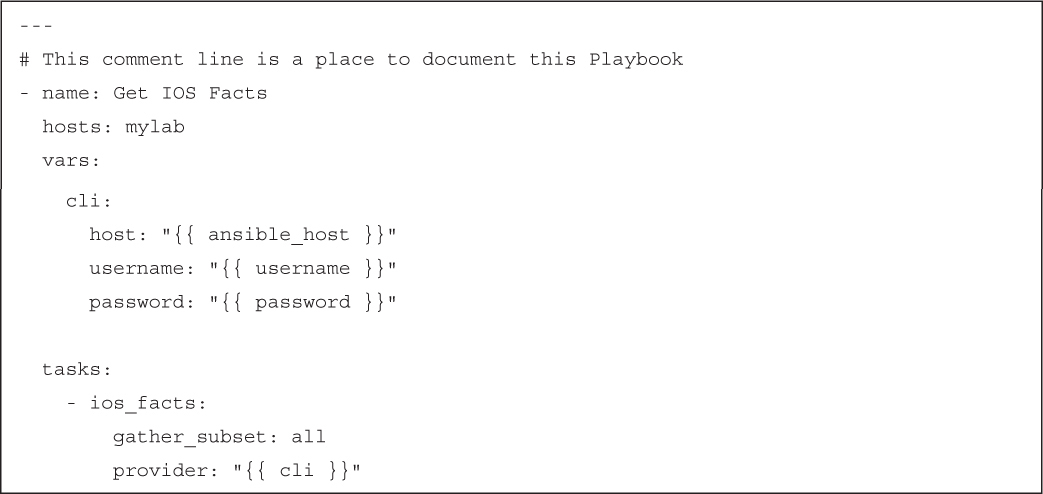 ---
# This comment line is a place to document this Playbook
- name: Get IOS Facts
  hosts: mylab
  vars:
    cli:
      host: "{{ ansible_host }}"
      username: "{{ username }}"
      password: "{{ password }}"

  tasks:
    - ios_facts:
        gather_subset: all
        provider: "{{ cli }}"